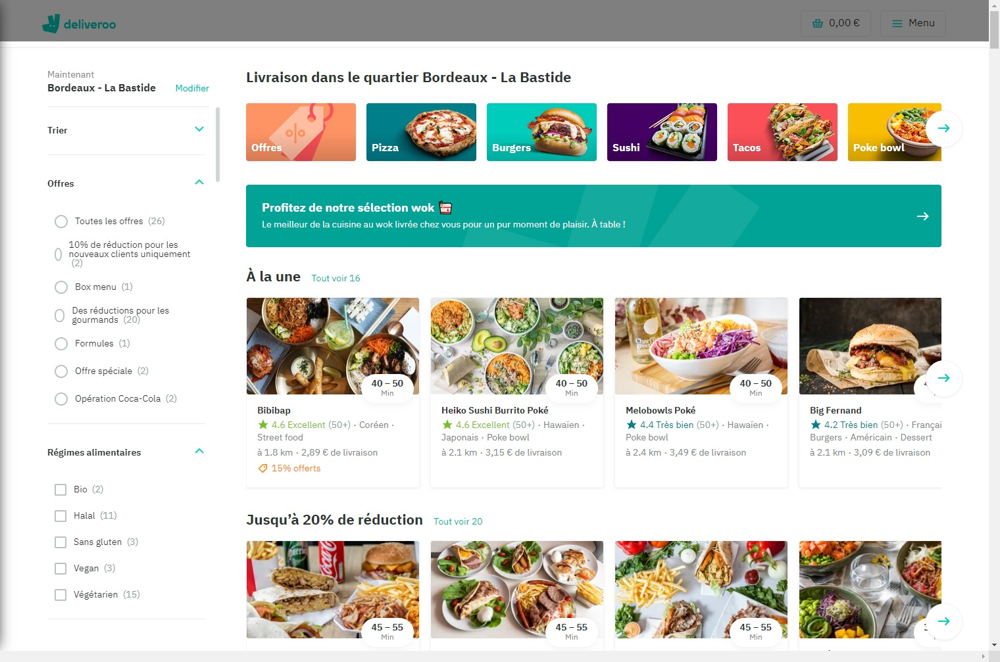 deliveroo
0,00 €
Menu
Maintenant
Bordeaux - La Bastide
Modifier
Trier
Offres
Toutes les offres (26)
10% de réduction pour les
nouveaux clients uniquement
(2)
Box menu (1)
Des réductions pour les
gourmands (20)
Formules (1)
Offre spéciale (2)
Opération Coca-Cola (2)
Régimes alimentaires
Bio (2)
Halal (11)
Sans gluten (3)
Vegan (3)
Végétarien (15)
Livraison dans le quartier Bordeaux - La Bastide
Offres
Pizza
Burgers
Sushi
Tacos
Poke bowl
Profitez de notre sélection wok
Le meilleur de la cuisine au wok livrée chez vous pour un pur moment de plaisir. À table !
À la une
Tout voir 16
40 – 50
Min
Bibibap
4.6 Excellent (50+) · Coréen ·
Street food
à 1.8 km · 2,89 € de livraison
15% offerts
40 – 50
Min
Heiko Sushi Burrito Poké
4.6 Excellent (50+) · Hawaïen ·
Japonais · Poke bowl
à 2.1 km · 3,15 € de livraison
40 – 50
Min
Melobowls Poké
4.4 Très bien (50+) · Hawaïen ·
Poke bowl
à 2.4 km · 3,49 € de livraison
Big Fernand
4.2 Très bien (50+) · Françai
Burgers · Américain · Dessert
à 2.1 km · 3,09 € de livraison
Jusqu’à 20% de réduction
Tout voir 20
45 – 55
Min
45 – 55
Min
45 – 55
Min